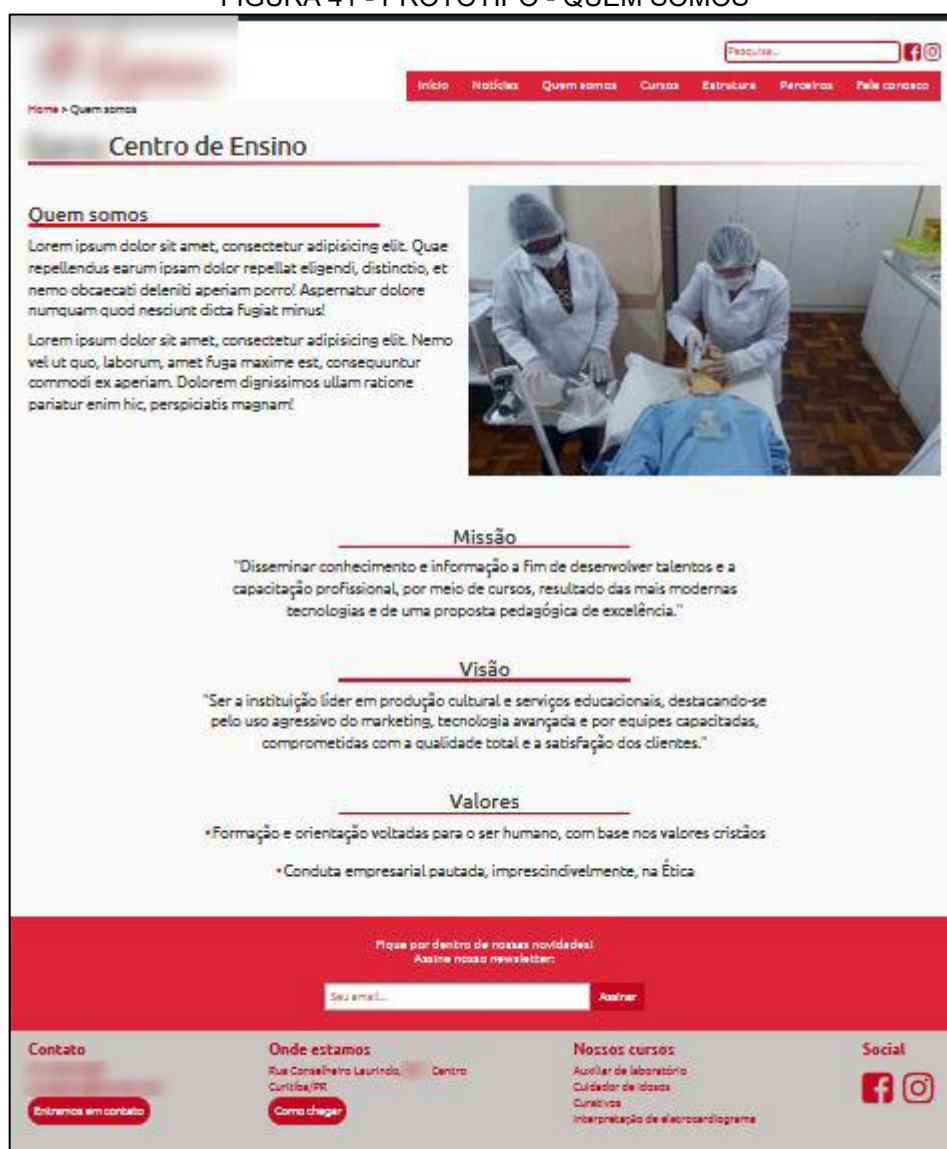 FIGURA 41 - PROTÓTIPO - QUEM SOMOS
Pesquise...
Início Notícias Quem somos Cursos Estrutura Parceiros Fale conosco
Home > Quem somos
Centro de Ensino
Quem somos
Lorem ipsum dolor sit amet, consectetur adipisicing elit. Quae
repellendus earum ipsam dolor repellat eligendi, distinctio, et
nemo obcaecati deleniti aperiam porro! Aspernatur dolore
numquam quod nesciunt dicta fugiat minus!
Lorem ipsum dolor sit amet, consectetur adipisicing elit. Nemo
vel ut quo, laborum, amet fuga maxime est, consequuntur
commodi ex aperiam. Dolorem dignissimos ullam ratione
pariatur enim hic, perspiciatis magnam!
Missão
"Disseminar conhecimento e informação a fim de desenvolver talentos e a
capacitação profissional, por meio de cursos, resultado das mais modernas
tecnologias e de uma proposta pedagógica de excelência."
Visão
"Ser a instituição líder em produção cultural e serviços educacionais, destacando-se
pelo uso agressivo do marketing, tecnologia avançada e por equipes capacitadas,
comprometidas com a qualidade total e a satisfação dos clientes."
Valores
•Formação e orientação voltadas para o ser humano, com base nos valores cristãos
•Conduta empresarial pautada, imprescindivelmente, na Ética
Fique por dentro de nossas novidades!
Assine nosso newsletter:
Seu email...
Assinar
Contato
Entremos em contato
Onde estamos
Rua Conselheiro Laurindo, Centro
Curitiba/PR
Como chegar
Nossos cursos
Auxiliar de laboratório
Cuidador de idosos
Curativos
Interpretação de eletrocardiograma
Social